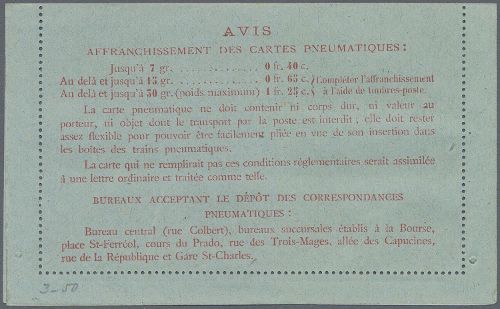 AVIS
AFFRANCHISSEMENT DES CARTES PNEUMATIQUES :
Jusqu'à 7 gr. . . . . . . . . . . . . . . . 0 fr. 40 c.
Au delà et jusqu'à 15 gr. . . . . . . . . . . 0 fr. 65 c. } Compléter l'affranchissement
Au delà et jusqu'à 30 gr. (poids maximum) 1 fr. 25 c. } à l'aide de timbres-poste.
La carte pneumatique ne doit contenir ni corps dur, ni valeur au
porteur, ni objet dont le transport par la poste est interdit ; elle doit rester
assez flexible pour pouvoir être facilement pliée en vue de son insertion dans
les boîtes des trains pneumatiques.
La carte qui ne remplirait pas ces conditions réglementaires serait assimilée
à une lettre ordinaire et traitée comme telle.
BUREAUX ACCEPTANT LE DÉPÔT DES CORRESPONDANCES
PNEUMATIQUES :
Bureau central (rue Colbert), bureaux succursales établis à la Bourse,
place St-Ferréol, cours du Prado, rue des Trois-Mages, allée des Capucines,
rue de la République et Gare St-Charles.
3-50